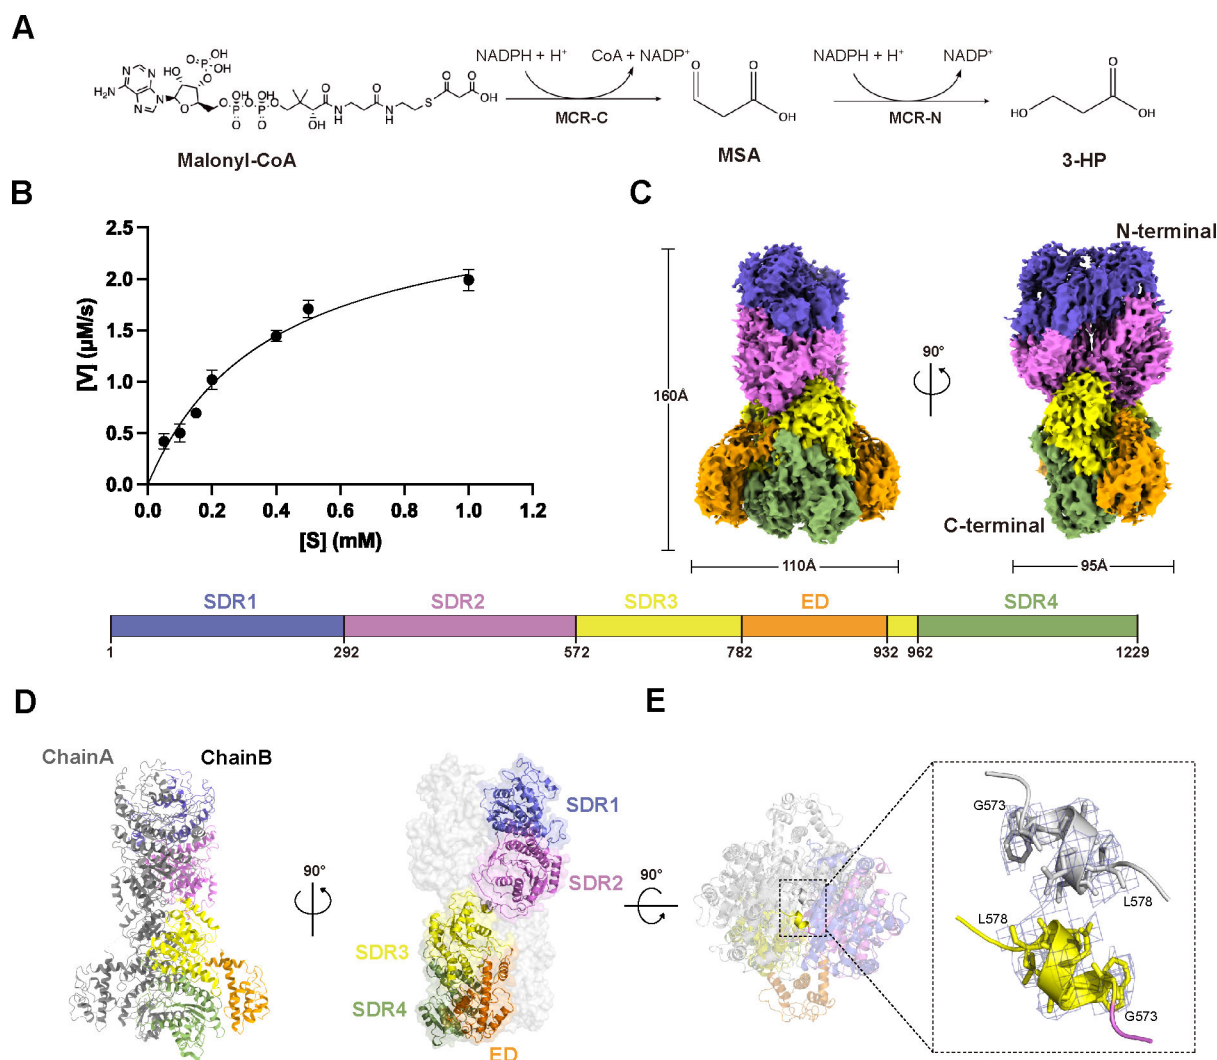 A
NADPH + H⁺
CoA + NADP⁺
NADPH + H⁺
NADP⁺
MCR-C
MCR-N
Malonyl-CoA
MSA
3-HP
B
[V] (µM/s)
2.5
2.0
1.5
1.0
0.5
0.0
0.0 0.2 0.4 0.6 0.8 1.0 1.2
[S] (mM)
C
N-terminal
160Å
90°
C-terminal
110Å
95Å
SDR1 SDR2 SDR3 ED SDR4
1 292 572 782 932 962 1229
D
ChainA
ChainB
90°
SDR1
SDR2
SDR3
SDR4
ED
90°
E
G573
L578
L578
G573